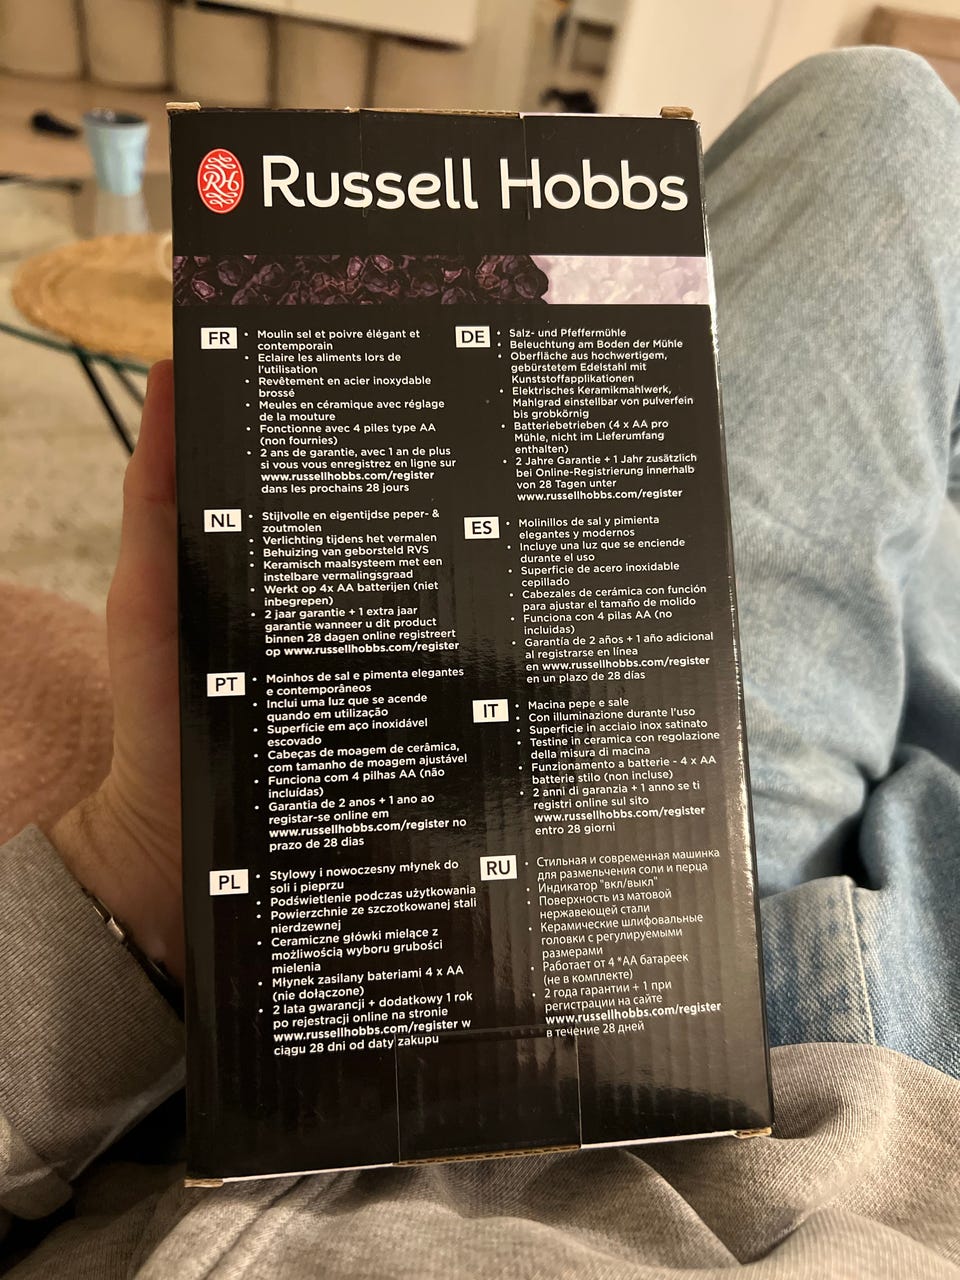 RH
Russell Hobbs
FR
• Moulin sel et poivre élégant et
contemporain
• Eclaire les aliments lors de
l'utilisation
• Revêtement en acier inoxydable
brossé
• Meules en céramique avec réglage
de la mouture
• Fonctionne avec 4 piles type AA
(non fournies)
• 2 ans de garantie, avec 1 an de plus
si vous vous enregistrez en ligne sur
www.russellhobbs.com/register
dans les prochains 28 jours
DE
• Salz- und Pfeffermühle
• Beleuchtung am Boden der Mühle
• Oberfläche aus hochwertigem,
gebürstetem Edelstahl mit
Kunststoffapplikationen
• Elektrisches Keramikmahlwerk,
Mahlgrad einstellbar von pulverfein
bis grobkörnig
• Batteriebetrieben (4 x AA pro
Mühle, nicht im Lieferumfang
enthalten)
• 2 Jahre Garantie + 1 Jahr zusätzlich
bei Online-Registrierung innerhalb
von 28 Tagen unter
www.russellhobbs.com/register
NL
• Stijlvolle en eigentijdse peper- &
zoutmolen
• Verlichting tijdens het vermalen
• Behuizing van geborsteld RVS
• Keramisch maalsysteem met een
instelbare vermalingsgraad
• Werkt op 4x AA batterijen (niet
inbegrepen)
• 2 jaar garantie + 1 extra jaar
garantie wanneer u dit product
binnen 28 dagen online registreert
op www.russellhobbs.com/register
ES
• Molinillos de sal y pimienta
elegantes y modernos
• Incluye una luz que se enciende
durante el uso
• Superficie de acero inoxidable
cepillado
• Cabezales de cerámica con función
para ajustar el tamaño de molido
• Funciona con 4 pilas AA (no
incluidas)
• Garantía de 2 años + 1 año adicional
al registrarse en línea
en www.russellhobbs.com/register
en un plazo de 28 días
PT
• Moinhos de sal e pimenta elegantes
e contemporâneos
• Inclui uma luz que se acende
quando em utilização
• Superfície em aço inoxidável
escovado
• Cabeças de moagem de cerâmica,
com tamanho de moagem ajustável
• Funciona com 4 pilhas AA (não
incluídas)
• Garantia de 2 anos + 1 ano ao
registar-se online em
www.russellhobbs.com/register no
prazo de 28 dias
IT
• Macina pepe e sale
• Con illuminazione durante l'uso
• Superficie in acciaio inox satinato
• Testine in ceramica con regolazione
della misura di macina
• Funzionamento a batterie - 4 x AA
batterie stilo (non incluse)
• 2 anni di garanzia + 1 anno se ti
registri online sul sito
www.russellhobbs.com/register
entro 28 giorni
PL
• Stylowy i nowoczesny młynek do
soli i pieprzu
• Podświetlenie podczas użytkowania
• Powierzchnie ze szczotkowanej stali
nierdzewnej
• Ceramiczne główki mielące z
możliwością wyboru grubości
mielenia
• Młynek zasilany bateriami 4 x AA
(nie dołączone)
• 2 lata gwarancji + dodatkowy 1 rok
po rejestracji online na stronie
www.russellhobbs.com/register w
ciągu 28 dni od daty zakupu
RU
• Стильная и современная машинка
для размельчения соли и перца
• Индикатор "вкл/выкл"
• Поверхность из матовой
нержавеющей стали
• Керамические шлифовальные
головки с регулируемыми
размерами
• Работает от 4 *АА батареек
(не в комплекте)
• 2 года гарантии + 1 при
регистрации на сайте
www.russellhobbs.com/register
в течение 28 дней